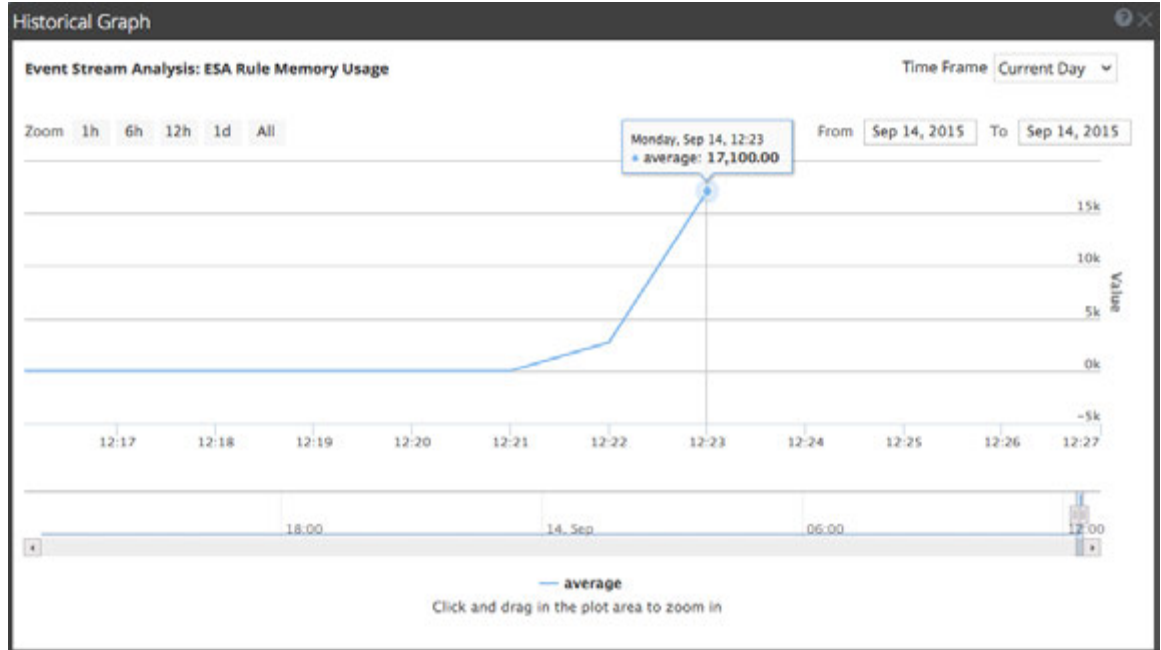 Historical Graph
Event Stream Analysis: ESA Rule Memory Usage
Time Frame Current Day
Zoom 1h 6h 12h 1d All
From Sep 14, 2015 To Sep 14, 2015
Monday, Sep 14, 12:23
average: 17,100.00
15k
10k
Value
5k
0k
-5k
12:17 12:18 12:19 12:20 12:21 12:22 12:23 12:24 12:25 12:26 12:27
18:00 14. Sep 06:00 12:00
average
Click and drag in the plot area to zoom in